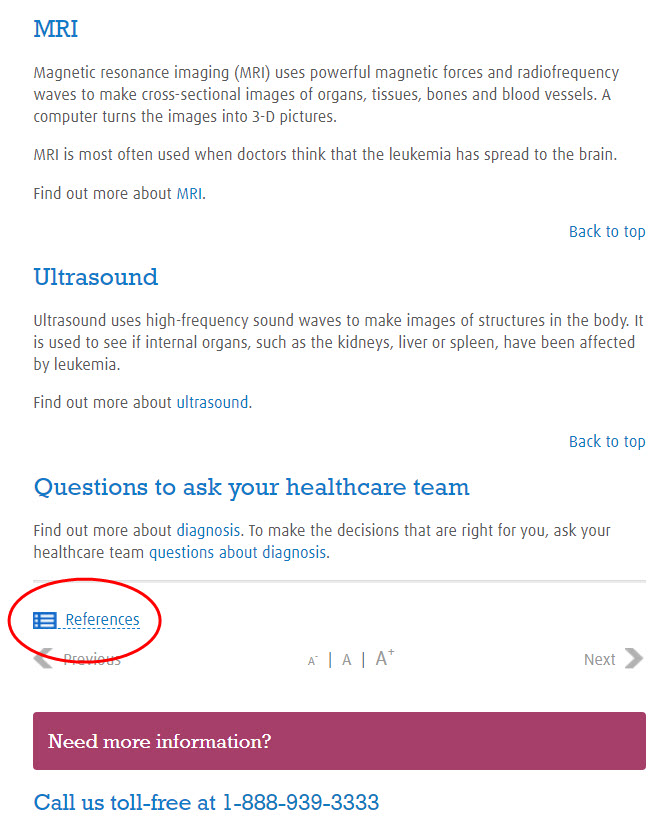 MRI
Magnetic resonance imaging (MRI) uses powerful magnetic forces and radiofrequency
waves to make cross-sectional images of organs, tissues, bones and blood vessels. A
computer turns the images into 3-D pictures.
MRI is most often used when doctors think that the leukemia has spread to the brain.
Find out more about MRI.
Back to top
Ultrasound
Ultrasound uses high-frequency sound waves to make images of structures in the body. It
is used to see if internal organs, such as the kidneys, liver or spleen, have been affected
by leukemia.
Find out more about ultrasound.
Back to top
Questions to ask your healthcare team
Find out more about diagnosis. To make the decisions that are right for you, ask your
healthcare team questions about diagnosis.
References
Previous A- | A | A+ Next
Need more information?
Call us toll-free at 1-888-939-3333